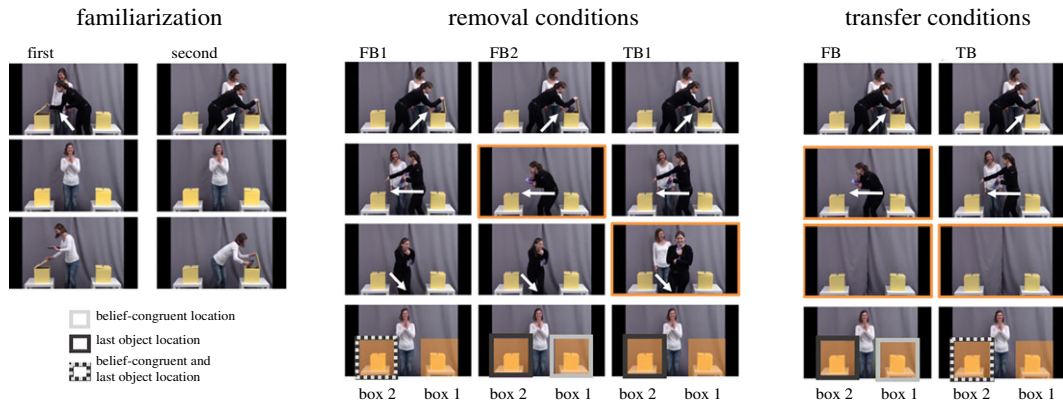 familiarization
removal conditions
transfer conditions
first
second
FB1
FB2
TB1
FB
TB
belief-congruent location
last object location
belief-congruent and
last object location
box 2
box 1
box 2
box 1
box 2
box 1
box 2
box 1
box 2
box 1